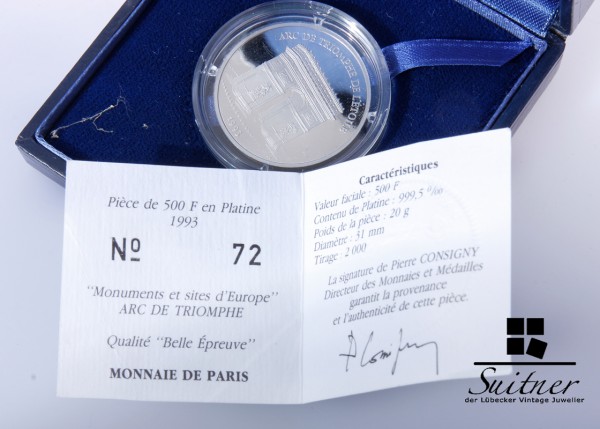 ARC DE TRIOMPHE DE L'ETOILE
Pièce de 500 F en Platine
1993
Nº 72
"Monuments et sites d'Europe"
ARC DE TRIOMPHE
Qualité "Belle Épreuve"
MONNAIE DE PARIS
Caractéristiques
Valeur faciale : 500 F
Contenu de Platine : 999,5 º/ºº
Poids de la pièce : 20 g
Diamètre : 31 mm
Tirage : 2 000
La signature de Pierre CONSIGNY
Directeur des Monnaies et Médailles
garantit la provenance
et l'authenticité de cette pièce.
Suitner
der Lübecker Vintage Juwelier